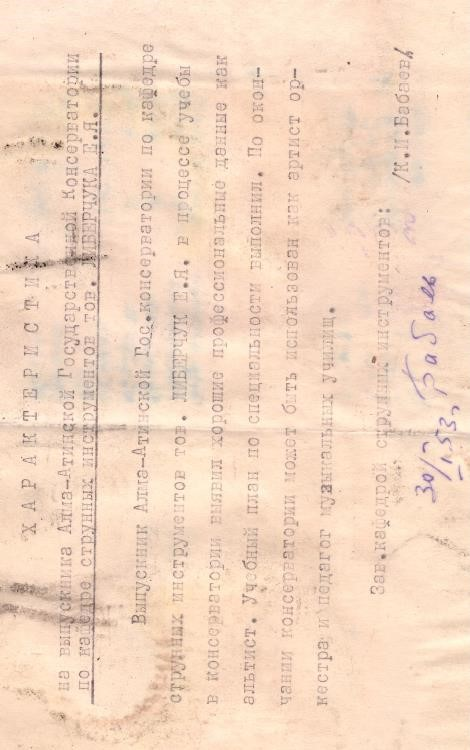 ХАРАКТЕРИСТИКА
на выпускника Алма-Атинской Государственной Консерватории
по кафедре струнных инструментов тов. ЛИБЕРЧУКА Е.Я.
Выпускник Алма-Атинской Гос.консерватории по кафедре
струнных инструментов тов. ЛИБЕРЧУК Е.Я. в процессе учебы
в консерватории выявил хорошие профессиональные данные как
альтист. Учебный план по специальности выполнил. По окон-
чании консерватории может быть использован как артист ор-
кестра и педагог музыкальных училищ.
Зав.кафедрой струнных инструментов: /К.И.Бабаев/
30/V.53г. Бабаев